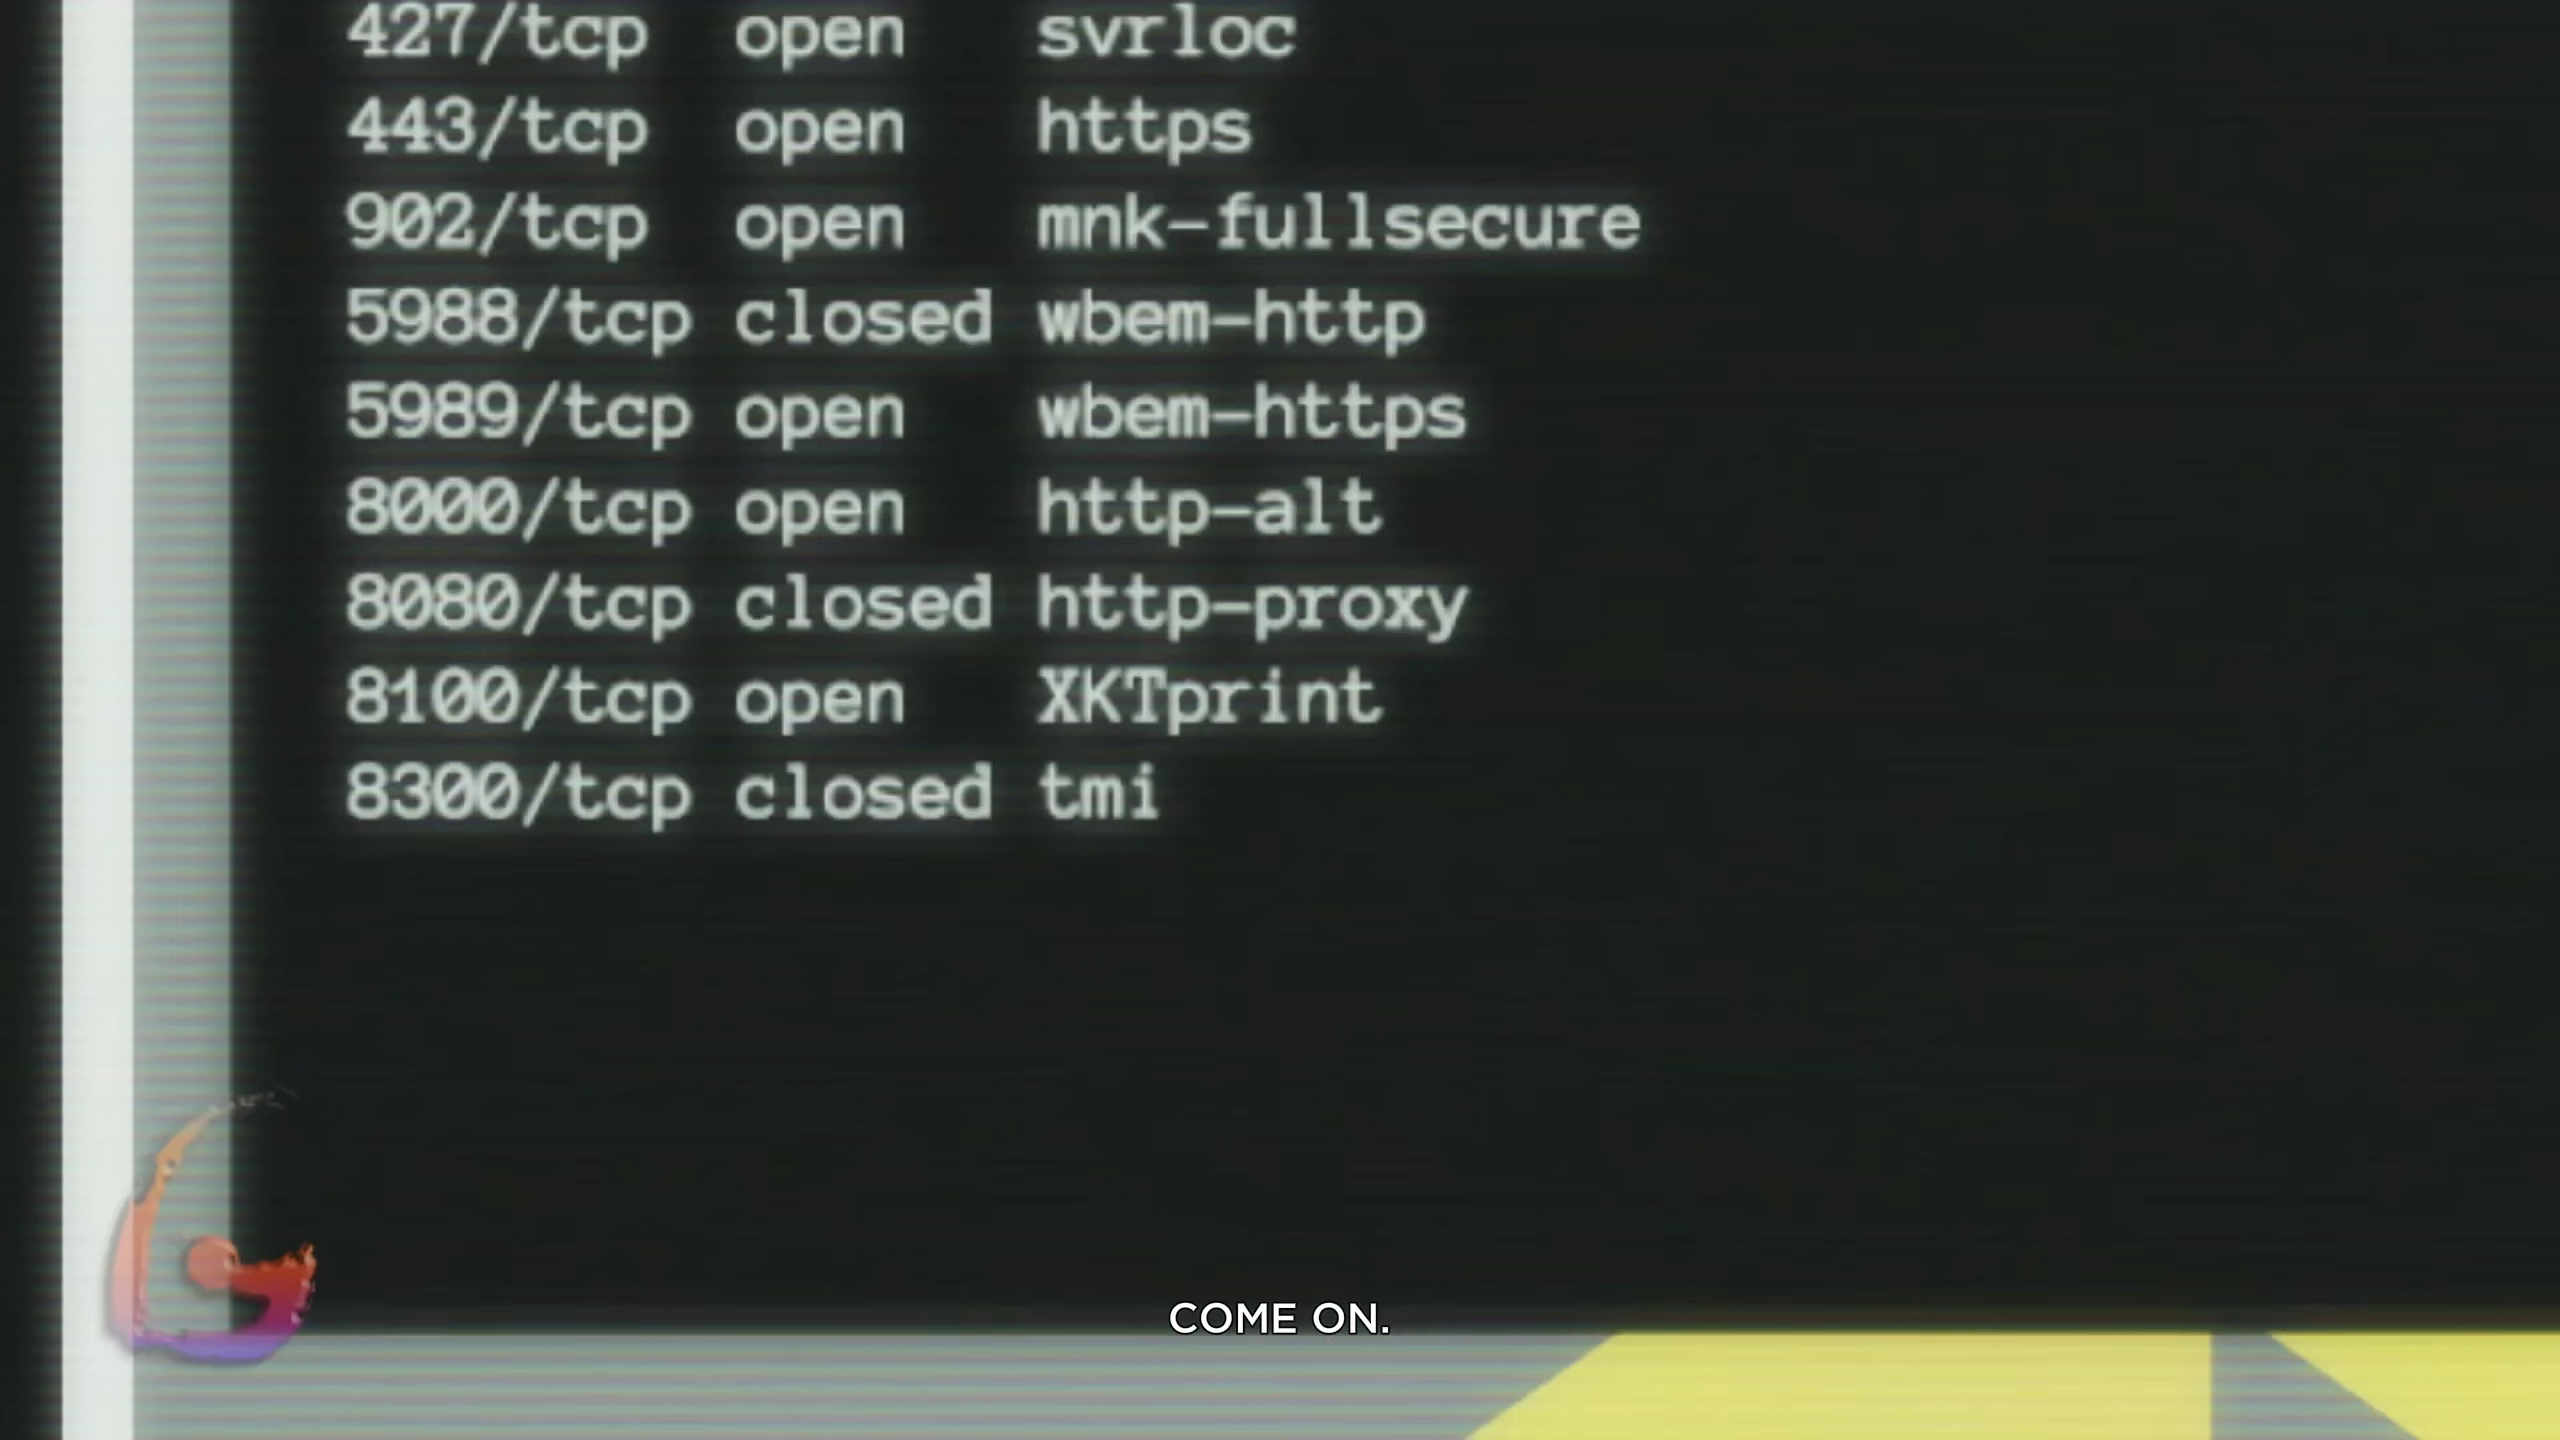 427/tcp open svrloc
443/tcp open https
902/tcp open mnk-fullsecure
5988/tcp closed wbem-http
5989/tcp open wbem-https
8000/tcp open http-alt
8080/tcp closed http-proxy
8100/tcp open XKTprint
8300/tcp closed tmi
COME ON.